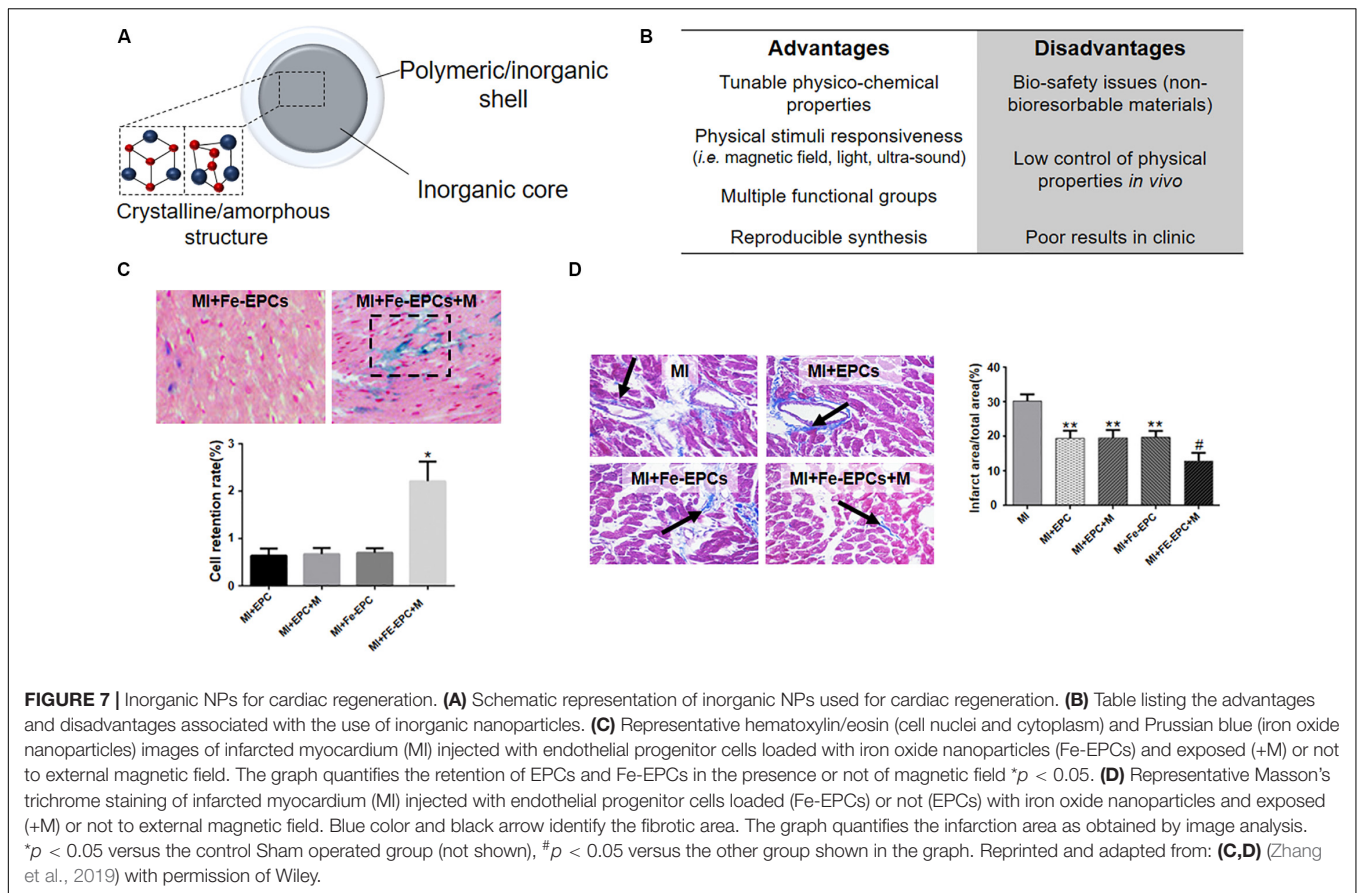 A
Polymeric/inorganic
shell
Inorganic core
Crystalline/amorphous
structure
B
Advantages
Disadvantages
Tunable physico-chemical
properties
Bio-safety issues (non-
bioresorbable materials)
Physical stimuli responsiveness
(i.e. magnetic field, light, ultra-sound)
Low control of physical
properties in vivo
Multiple functional groups
Reproducible synthesis
Poor results in clinic
C
MI+Fe-EPCs
MI+Fe-EPCs+M
Cell retention rate(%)
3
2
1
0
*
MI+EPC
MI+EPC+M
MI+Fe-EPC
MI+FE-EPC+M
D
MI
MI+EPCs
MI+Fe-EPCs
MI+Fe-EPCs+M
Infarct area/total area(%)
40
30
20
10
0
**
**
**
#
MI
MI+EPC
MI+EPC+M
MI+Fe-EPC
MI+FE-EPC+M
FIGURE 7 | Inorganic NPs for cardiac regeneration. (A) Schematic representation of inorganic NPs used for cardiac regeneration. (B) Table listing the advantages
and disadvantages associated with the use of inorganic nanoparticles. (C) Representative hematoxylin/eosin (cell nuclei and cytoplasm) and Prussian blue (iron oxide
nanoparticles) images of infarcted myocardium (MI) injected with endothelial progenitor cells loaded with iron oxide nanoparticles (Fe-EPCs) and exposed (+M) or not
to external magnetic field. The graph quantifies the retention of EPCs and Fe-EPCs in the presence or not of magnetic field *p < 0.05. (D) Representative Masson's
trichrome staining of infarcted myocardium (MI) injected with endothelial progenitor cells loaded (Fe-EPCs) or not (EPCs) with iron oxide nanoparticles and exposed
(+M) or not to external magnetic field. Blue color and black arrow identify the fibrotic area. The graph quantifies the infarction area as obtained by image analysis.
*p < 0.05 versus the control Sham operated group (not shown), #p < 0.05 versus the other group shown in the graph. Reprinted and adapted from: (C,D) (Zhang
et al., 2019) with permission of Wiley.